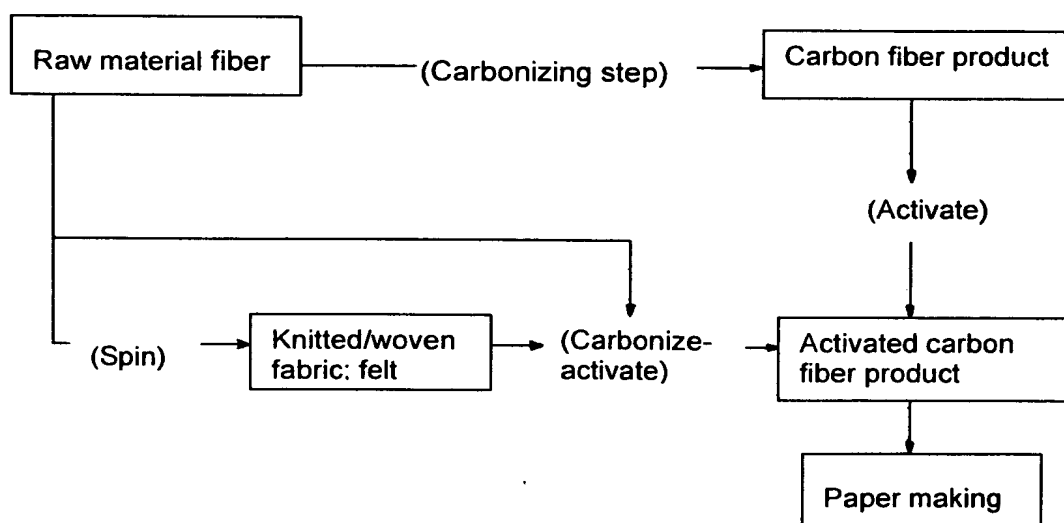 Raw material fiber
(Carbonizing step)
Carbon fiber product
(Activate)
(Spin)
Knitted/woven
fabric: felt
(Carbonize-
activate)
Activated carbon
fiber product
Paper making